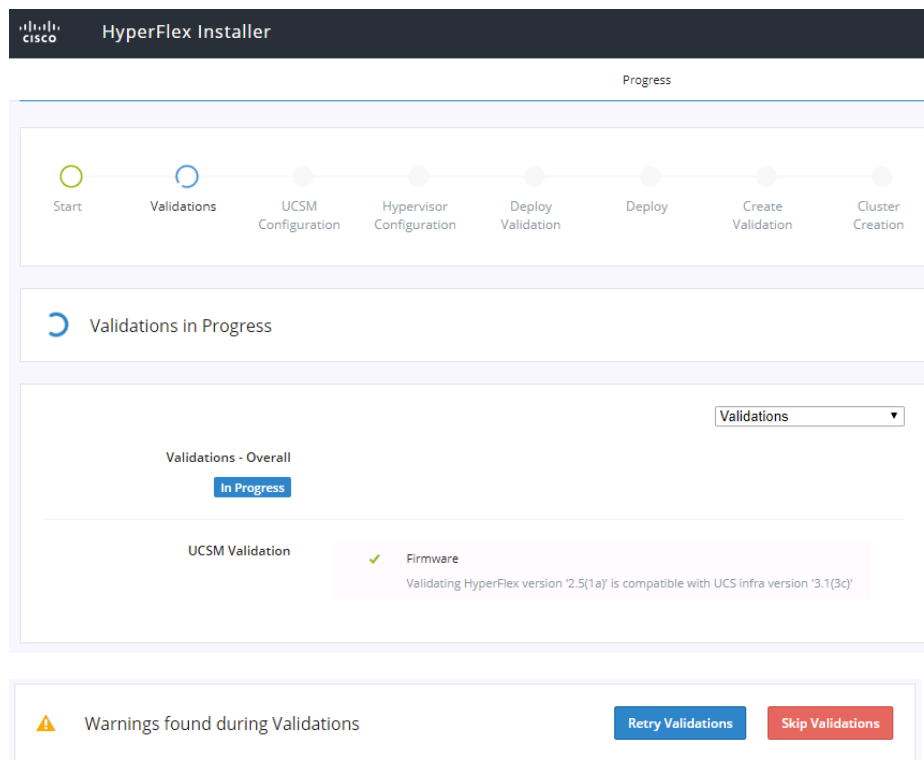 CISCO HyperFlex Installer
Progress
Start Validations UCSM Configuration Hypervisor Configuration Deploy Validation Deploy Create Validation Cluster Creation
Validations in Progress
Validations
Validations - Overall
In Progress
UCSM Validation
Firmware
Validating HyperFlex version '2.5(1a)' is compatible with UCS infra version '3.1(3c)'
Warnings found during Validations Retry Validations Skip Validations